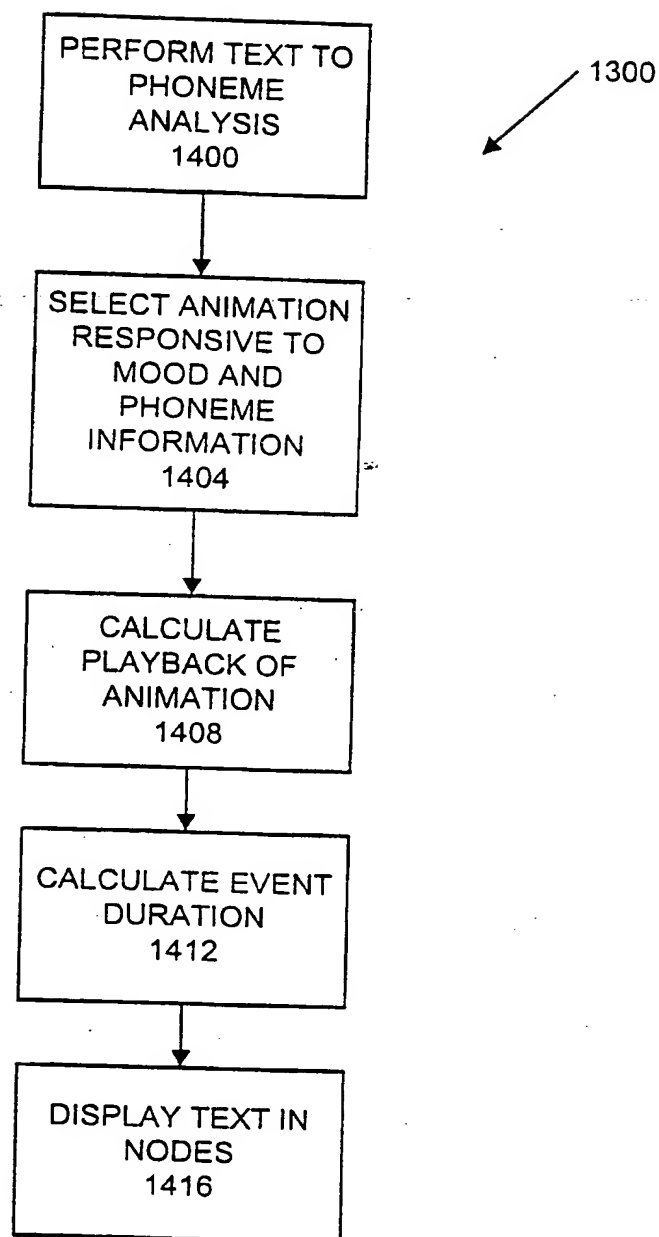 PERFORM TEXT TO
PHONEME
ANALYSIS
1400
1300
SELECT ANIMATION
RESPONSIVE TO
MOOD AND
PHONEME
INFORMATION
1404
CALCULATE
PLAYBACK OF
ANIMATION
1408
CALCULATE EVENT
DURATION
1412
DISPLAY TEXT IN
NODES
1416